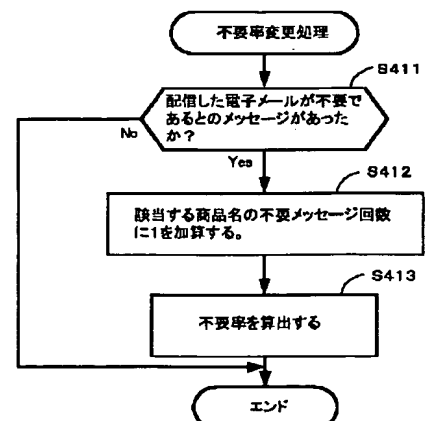 不要率変更処理
S411
配信した電子メールが不要で
あるとのメッセージがあった
か？
No
Yes
S412
該当する商品名の不要メッセージ回数
に1を加算する。
S413
不要率を算出する
エンド